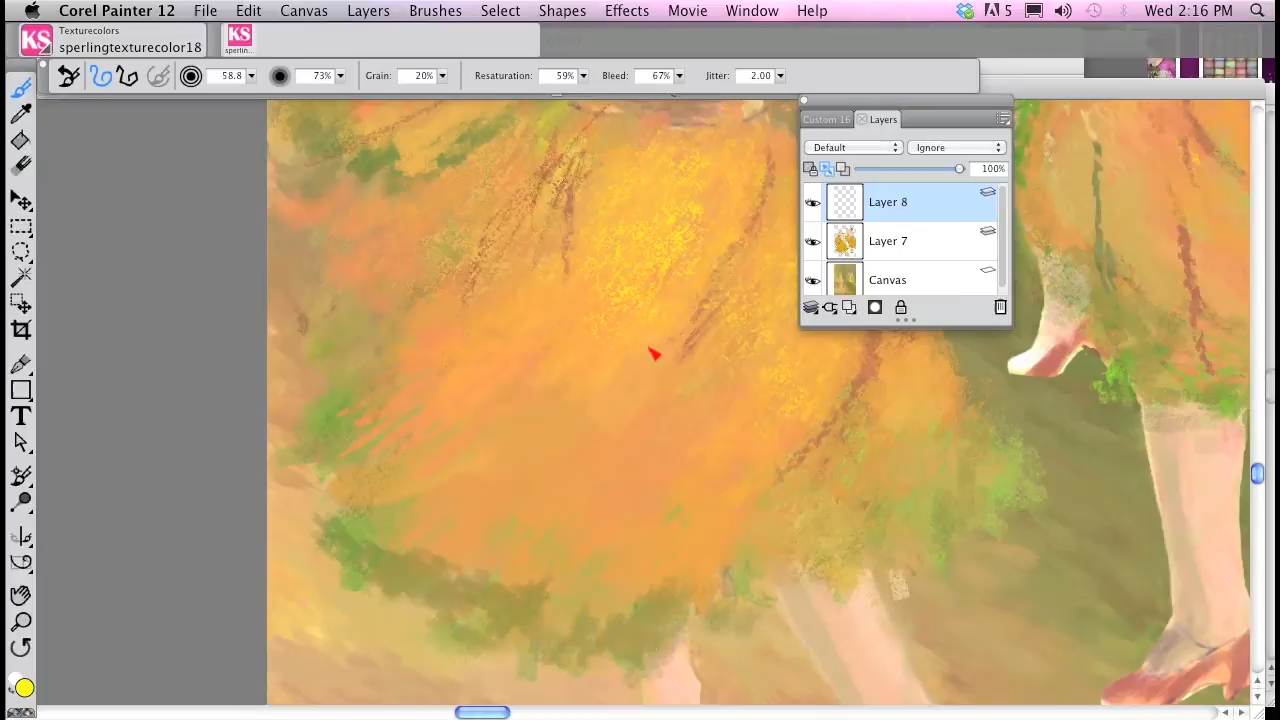 Corel Painter 12 File Edit Canvas Layers Brushes Select Shapes Effects Movie Window Help 5 Wed 2:16 PM
KS Texturecolors
sperlingtexturecolor18
KS
sperlin...
58.8 73% Grain: 20% Resaturation: 59% Bleed: 67% Jitter: 2.00
Custom 16 Layers
Default Ignore
100%
Layer 8
Layer 7
Canvas
T